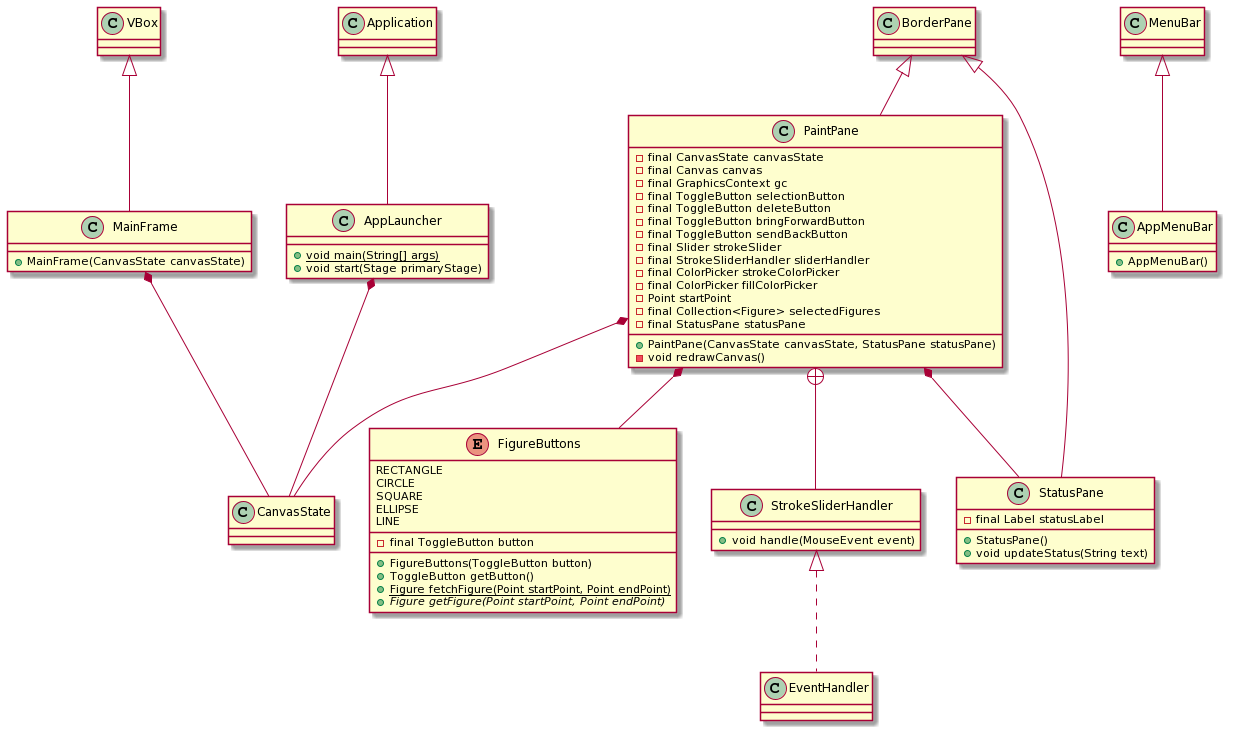 C VBox
C Application
C BorderPane
C MenuBar
C PaintPane
final CanvasState canvasState
final Canvas canvas
final GraphicsContext gc
final ToggleButton selectionButton
final ToggleButton deleteButton
final ToggleButton bringForwardButton
final ToggleButton sendBackButton
final Slider strokeSlider
final StrokeSliderHandler sliderHandler
final ColorPicker strokeColorPicker
final ColorPicker fillColorPicker
Point startPoint
final Collection<Figure> selectedFigures
final StatusPane statusPane
PaintPane(CanvasState canvasState, StatusPane statusPane)
void redrawCanvas()
C MainFrame
MainFrame(CanvasState canvasState)
C AppLauncher
void main(String[] args)
void start(Stage primaryStage)
C AppMenuBar
AppMenuBar()
C CanvasState
E FigureButtons
RECTANGLE
CIRCLE
SQUARE
ELLIPSE
LINE
final ToggleButton button
FigureButtons(ToggleButton button)
ToggleButton getButton()
Figure fetchFigure(Point startPoint, Point endPoint)
Figure getFigure(Point startPoint, Point endPoint)
C StrokeSliderHandler
void handle(MouseEvent event)
C StatusPane
final Label statusLabel
StatusPane()
void updateStatus(String text)
C EventHandler